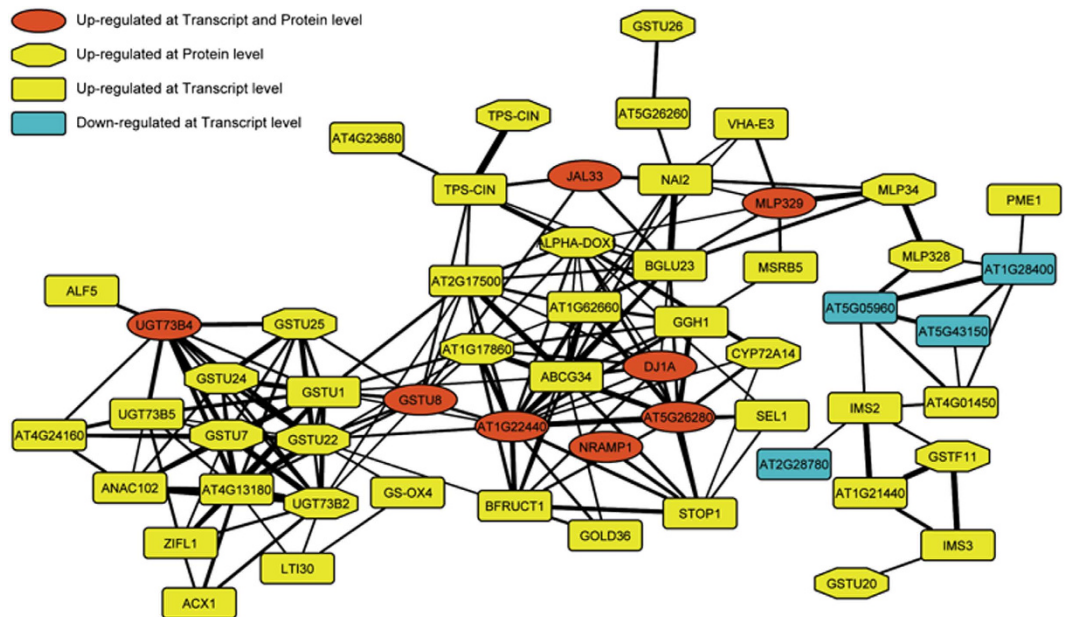 Up-regulated at Transcript and Protein level
Up-regulated at Protein level
Up-regulated at Transcript level
Down-regulated at Transcript level
GSTU26
TPS-CIN
AT5G26260
VHA-E3
AT4G23680
JAL33
NAI2
TPS-CIN
MLP329
MLP34
PME1
ALPHA-DOX1
MLP328
BGLU23
MSRB5
AT1G28400
AT2G17500
ALF5
AT1G62660
AT5G05960
GGH1
UGT73B4
GSTU25
AT5G43150
AT1G17860
CYP72A14
DJ1A
GSTU24
ABCG34
GSTU1
GSTU8
AT4G01450
IMS2
UGT73B5
SEL1
AT5G26280
AT1G22440
AT4G24160
GSTU7
GSTU22
NRAMP1
GSTF11
AT2G28780
ANAC102
AT4G13180
GS-OX4
AT1G21440
UGT73B2
BFRUCT1
STOP1
GOLD36
ZIFL1
IMS3
LTI30
GSTU20
ACX1